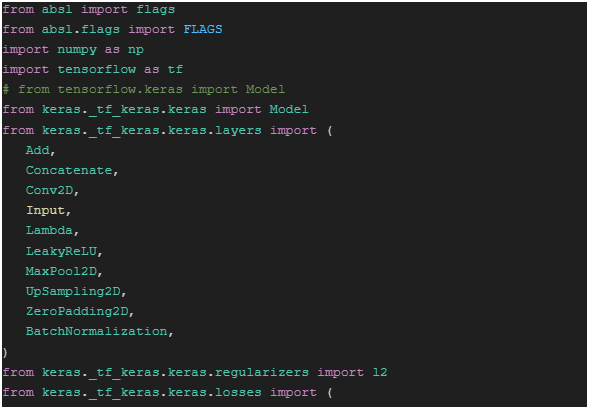 from absl import flags
from absl.flags import FLAGS
import numpy as np
import tensorflow as tf
# from tensorflow.keras import Model
from keras._tf_keras.keras import Model
from keras._tf_keras.keras.layers import (
    Add,
    Concatenate,
    Conv2D,
    Input,
    Lambda,
    LeakyReLU,
    MaxPool2D,
    UpSampling2D,
    ZeroPadding2D,
    BatchNormalization,
)
from keras._tf_keras.keras.regularizers import l2
from keras._tf_keras.keras.losses import (